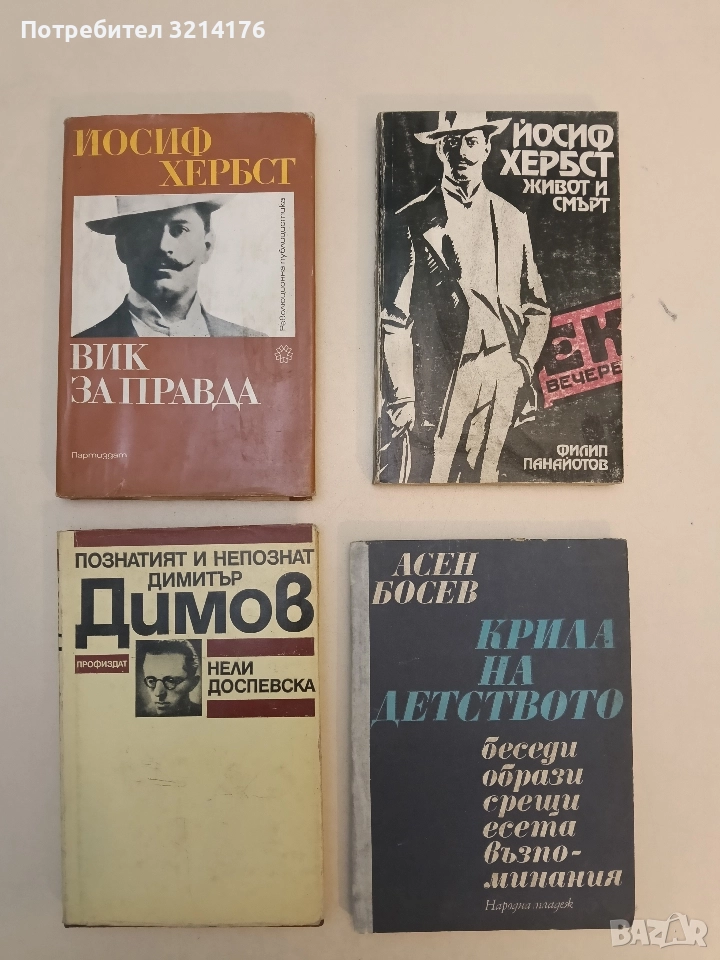 Потребител 3214176
ЙОСИФ
ХЕРБСТ
Революционна публицистика
ВИК
ЗА ПРАВДА
Партиздат
ЙОСИФ
ХЕРБСТ
ЖИВОТ И
СМЪРТ
ЕК
ВЕЧЕРЕ
ФИЛИП
ПАНАЙОТОВ
ПОЗНАТИЯТ И НЕПОЗНАТ
ДИМИТЪР
Димов
ПРОФИЗДАТ
НЕЛИ
ДОСПЕВСКА
АСЕН
БОСЕВ
КРИЛА
НА
ДЕТСТВОТО
беседи
образи
срещи
есета
възпо-
минания
Народна младеж
BAZAR